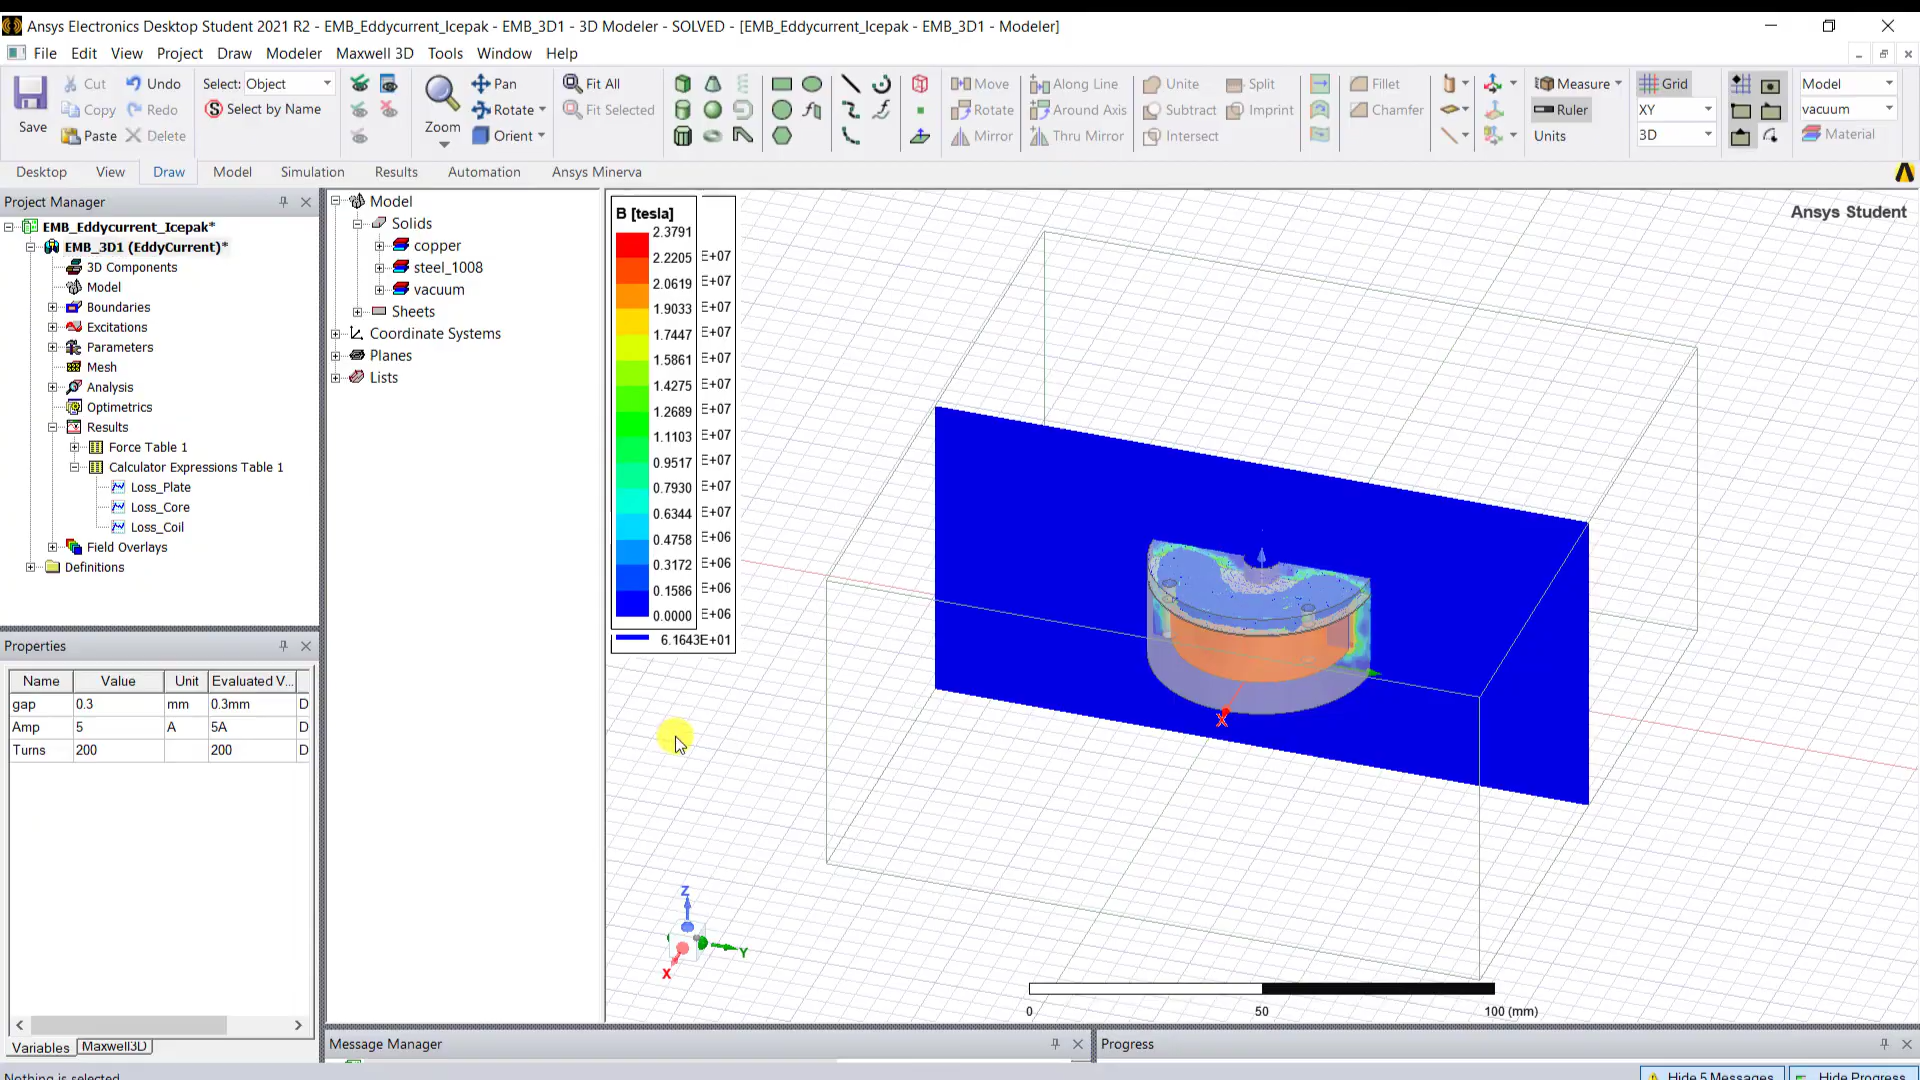 Ansys Electronics Desktop Student 2021 R2 - EMB_Eddycurrent_Icepak - EMB_3D1 - 3D Modeler - SOLVED - [EMB_Eddycurrent_Icepak - EMB_3D1 - Modeler]
File Edit View Project Draw Modeler Maxwell 3D Tools Window Help
Save
Cut
Copy
Paste
Undo
Redo
Delete
Select: Object
Select by Name
Zoom
Pan
Rotate
Orient
Fit All
Fit Selected
Move
Rotate
Mirror
Along Line
Around Axis
Thru Mirror
Unite
Subtract
Intersect
Split
Imprint
Fillet
Chamfer
Measure
Ruler
Units
Grid
XY
3D
Model
vacuum
Material
Desktop View Draw Model Simulation Results Automation Ansys Minerva
Project Manager
EMB_Eddycurrent_Icepak*
EMB_3D1 (EddyCurrent)*
3D Components
Model
Boundaries
Excitations
Parameters
Mesh
Analysis
Optimetrics
Results
Force Table 1
Calculator Expressions Table 1
Loss_Plate
Loss_Core
Loss_Coil
Field Overlays
Definitions
Properties
Name Value Unit Evaluated V...
gap 0.3 mm 0.3mm D
Amp 5 A 5A D
Turns 200 200 D
Variables Maxwell3D
Nothing is selected
Model
Solids
copper
steel_1008
vacuum
Sheets
Coordinate Systems
Planes
Lists
B [tesla]
2.3791
2.2205 E+07
2.0619 E+07
1.9033 E+07
1.7447 E+07
1.5861 E+07
1.4275 E+07
1.2689 E+07
1.1103 E+07
0.9517 E+07
0.7930 E+07
0.6344 E+07
0.4758 E+06
0.3172 E+06
0.1586 E+06
0.0000 E+06
6.1643E+01
Ansys Student
X
Z
Y
X
0 50 100 (mm)
Message Manager
Progress
Hide 5 Messages
Hide Progress